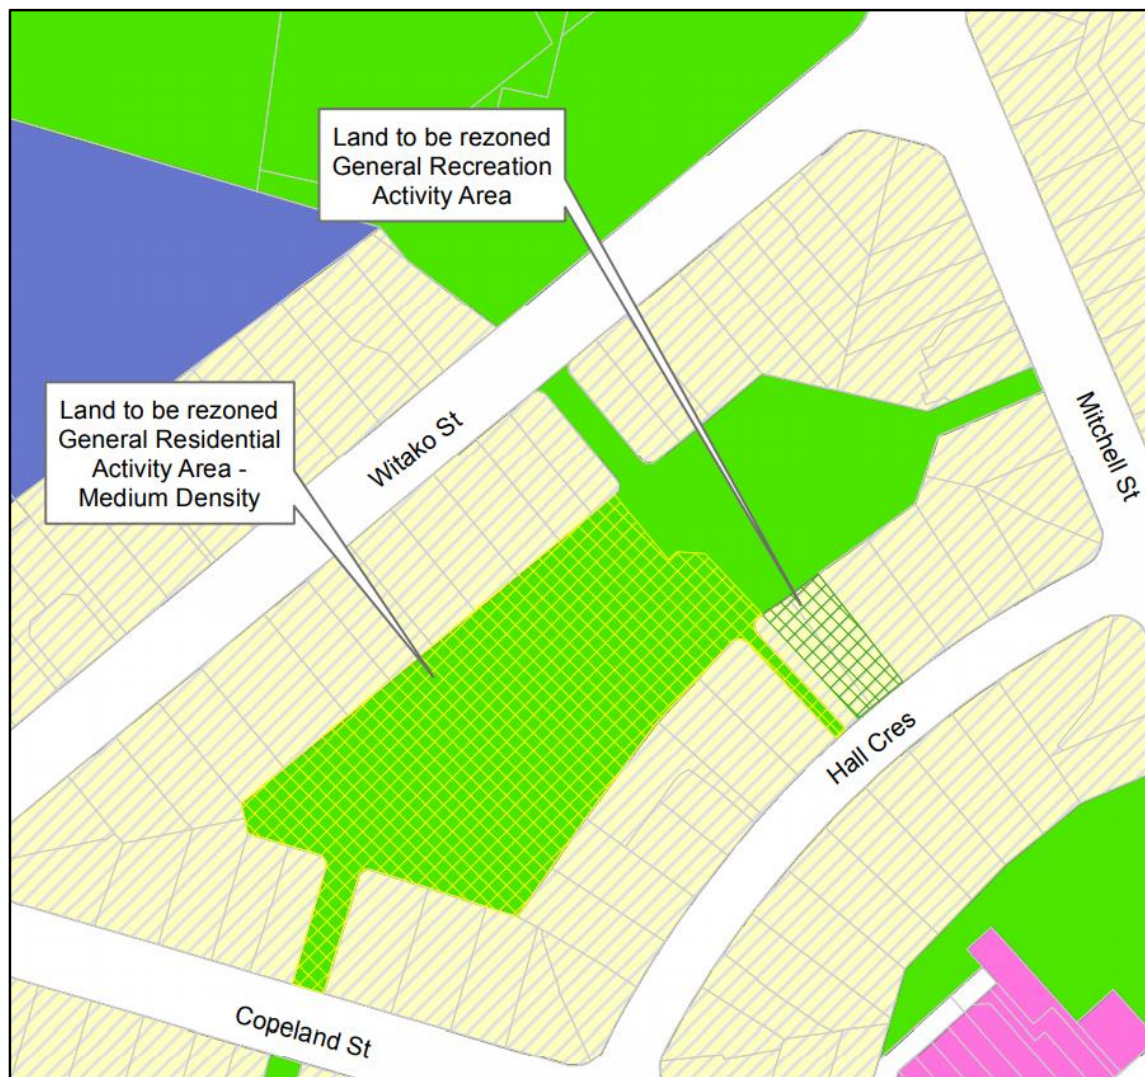 Land to be rezoned
General Recreation
Activity Area
Land to be rezoned
General Residential
Activity Area -
Medium Density
Witako St
Mitchell St
Hall Cres
Copeland St